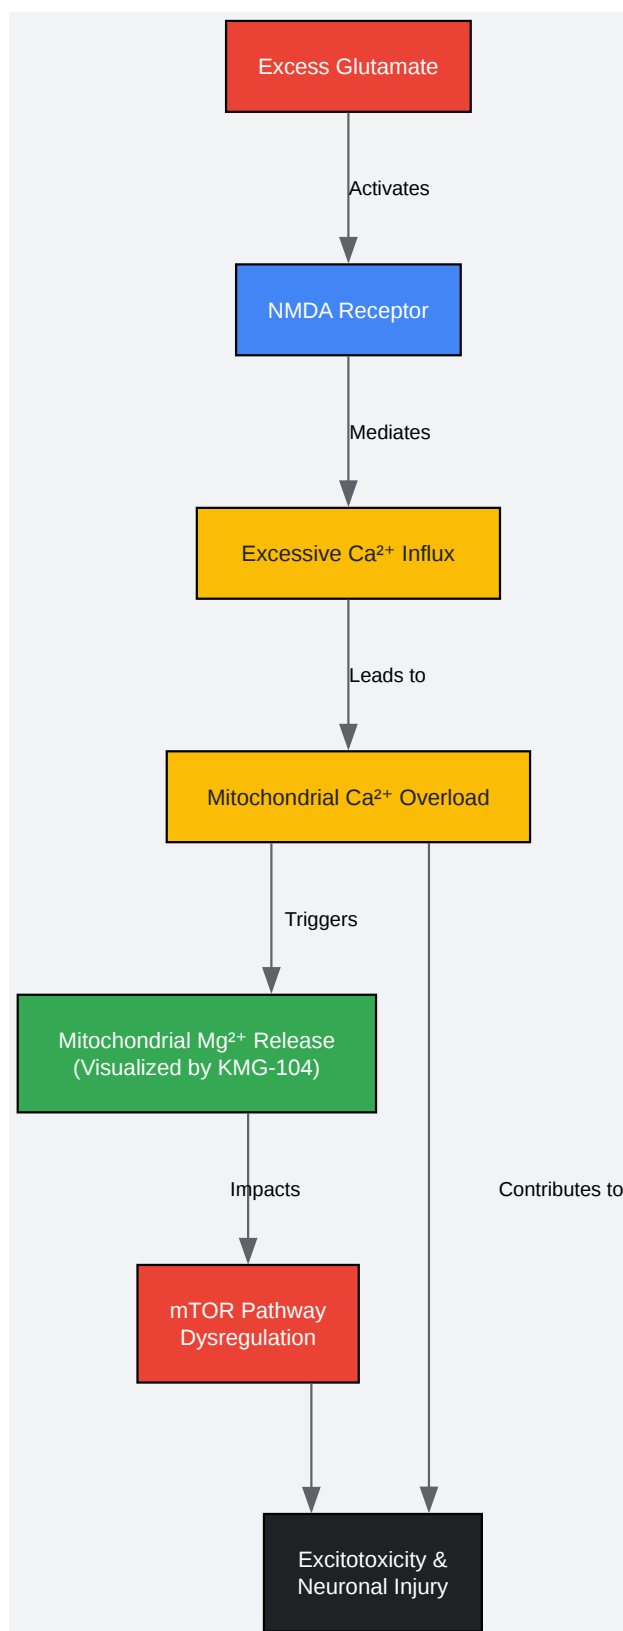 Excess Glutamate
Activates
NMDA Receptor
Mediates
Excessive Ca²⁺ Influx
Leads to
Mitochondrial Ca²⁺ Overload
Triggers
Mitochondrial Mg²⁺ Release
(Visualized by KMG-104)
Impacts
Contributes to
mTOR Pathway
Dysregulation
Excitotoxicity &
Neuronal Injury